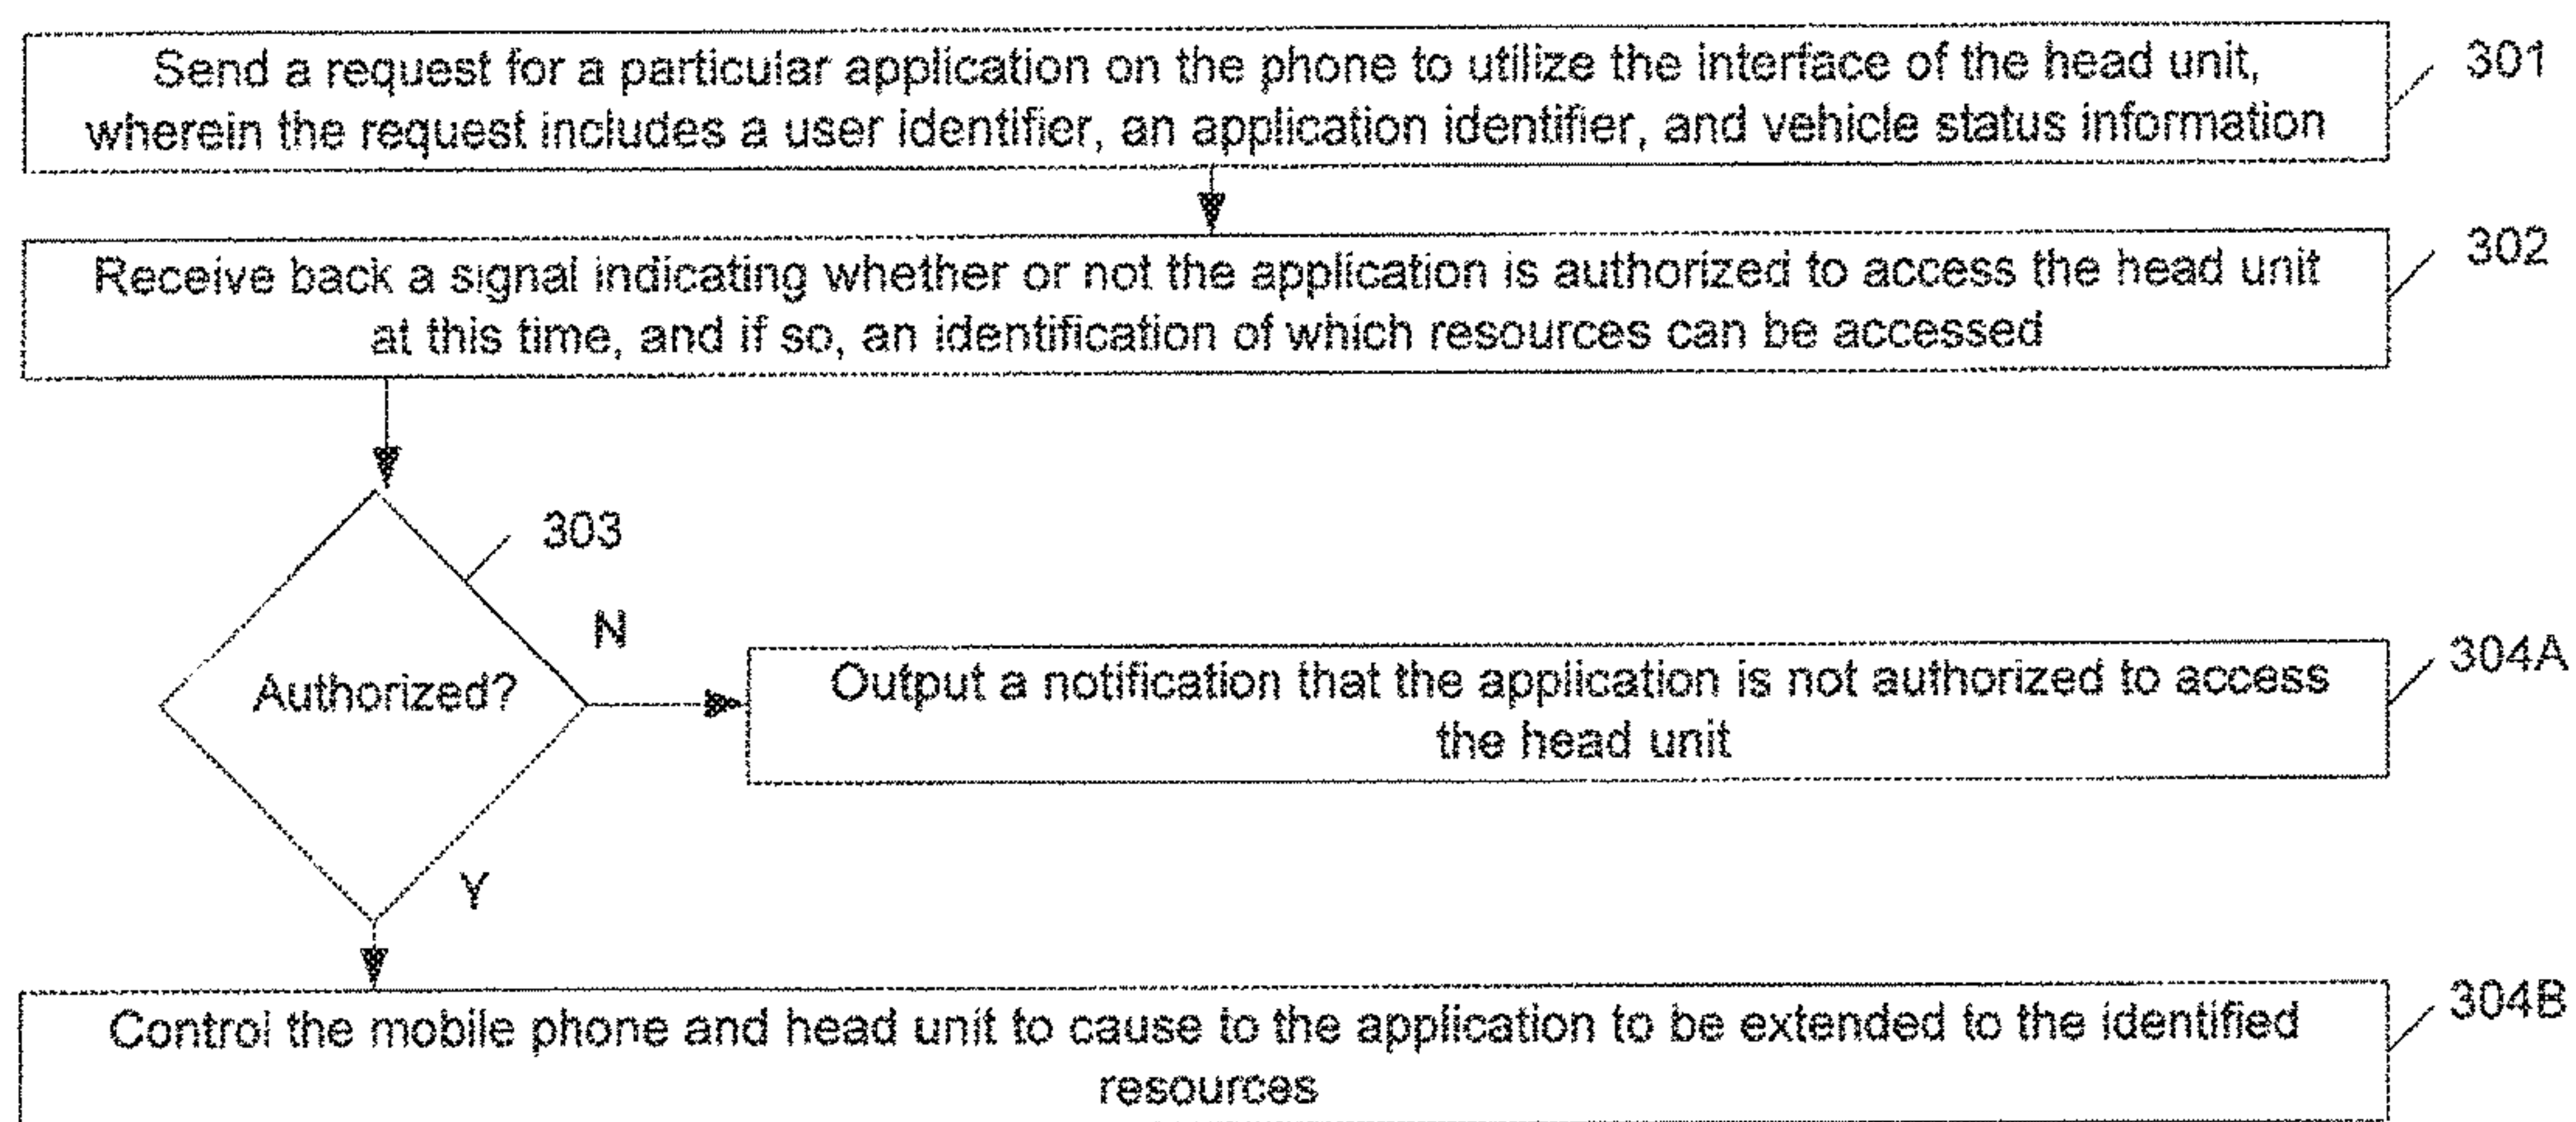 Send a request for a particular application on the phone to utilize the interface of the head unit,
wherein the request includes a user identifier, an application identifier, and vehicle status information
301
Receive back a signal indicating whether or not the application is authorized to access the head unit
at this time, and if so, an identification of which resources can be accessed
302
303
Authorized?
N
Output a notification that the application is not authorized to access
the head unit
304A
Y
Control the mobile phone and head unit to cause to the application to be extended to the identified
resources
304B